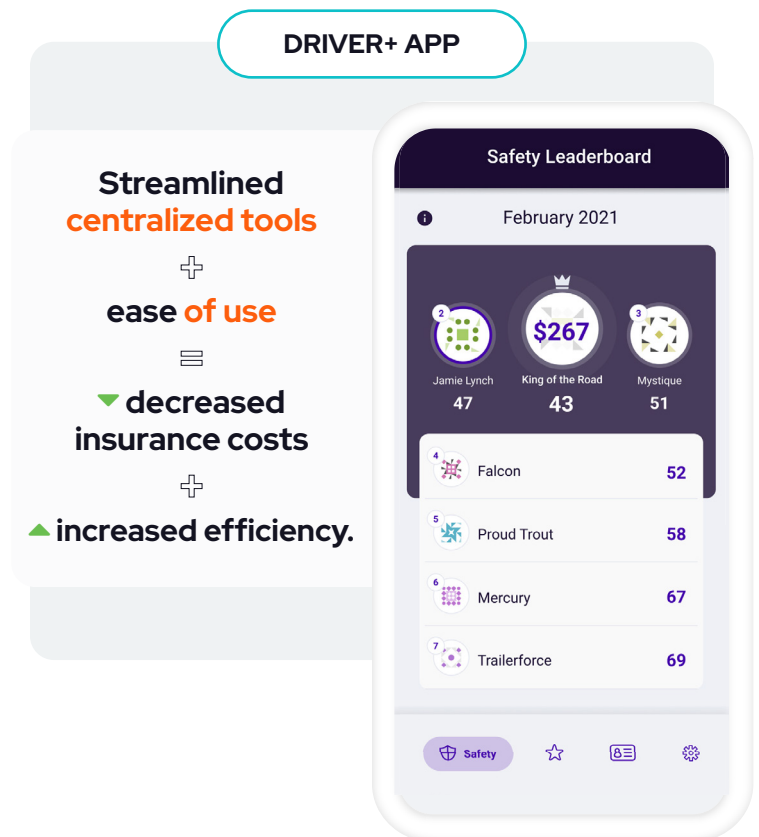 DRIVER+ APP
Streamlined
centralized tools
+
ease of use
=
decreased
insurance costs
+
increased efficiency.
Safety Leaderboard
February 2021
2
$267
3
Jamie Lynch
King of the Road
Mystique
47
43
51
4
Falcon
52
5
Proud Trout
58
6
Mercury
67
7
Trailerforce
69
Safety